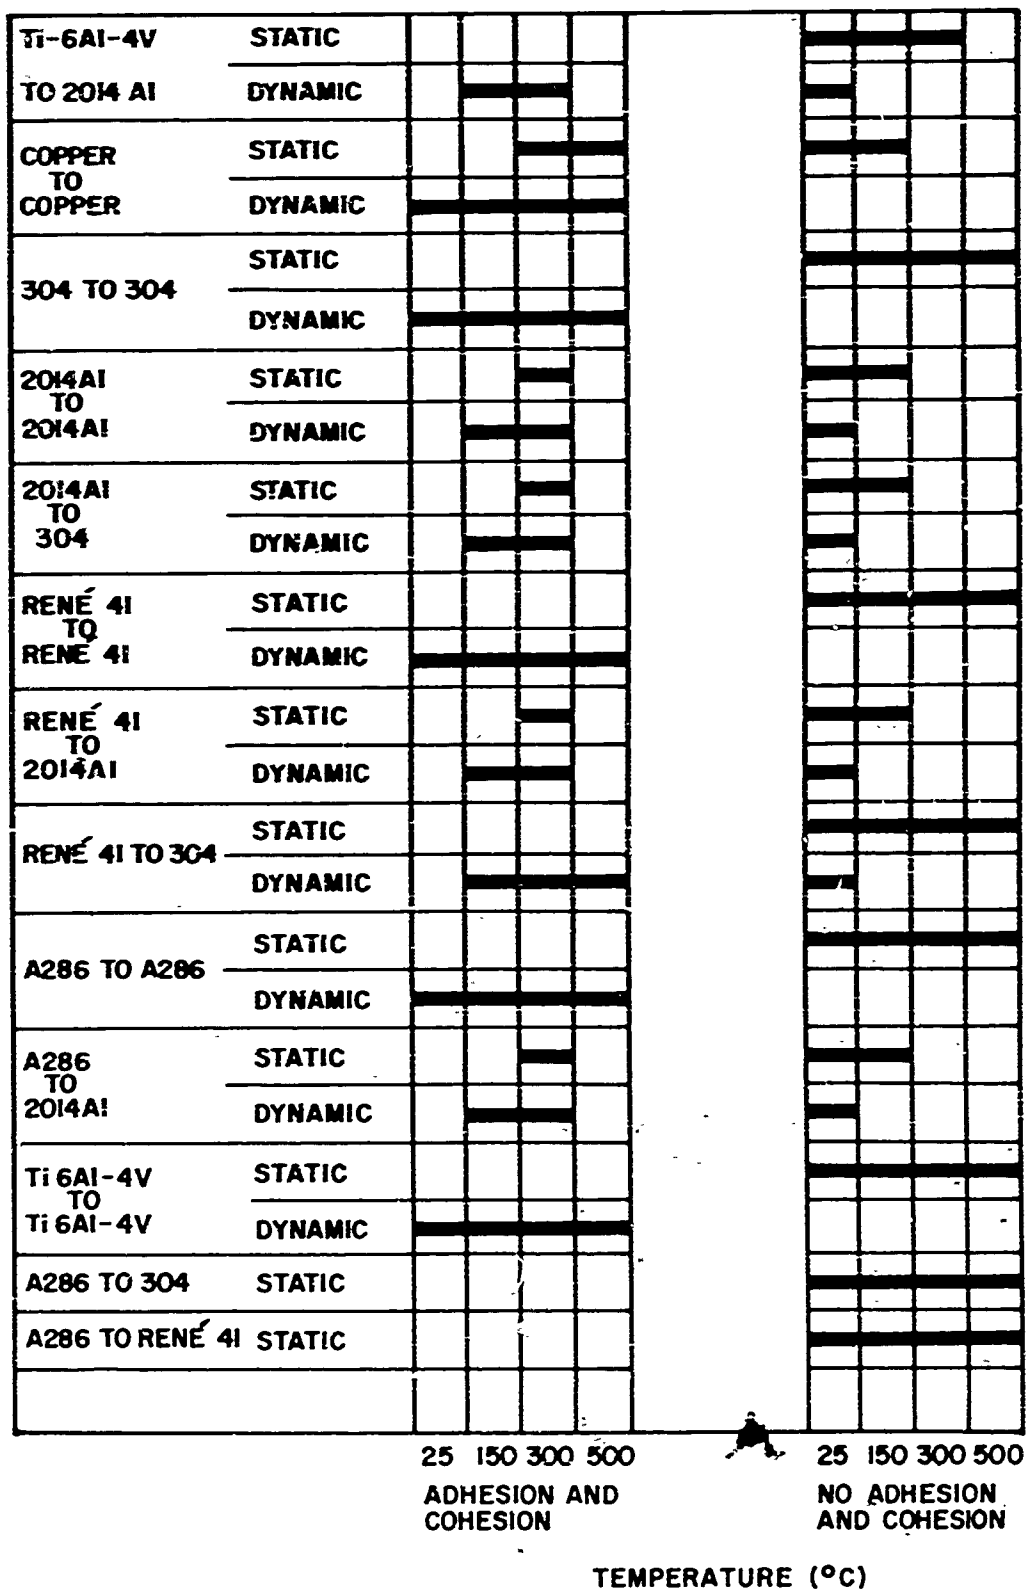 Ti-6Al-4V STATIC
TO 2014 Al DYNAMIC
COPPER STATIC
TO
COPPER DYNAMIC
STATIC
304 TO 304
DYNAMIC
2014Al STATIC
TO
2014Al DYNAMIC
2014Al STATIC
TO
304 DYNAMIC
RENÉ 41 STATIC
TO
RENÉ 41 DYNAMIC
RENÉ 41 STATIC
TO
2014Al DYNAMIC
STATIC
RENÉ 41 TO 304
DYNAMIC
STATIC
A286 TO A286
DYNAMIC
A286 STATIC
TO
2014Al DYNAMIC
Ti 6Al-4V STATIC
TO
Ti 6Al-4V DYNAMIC
A286 TO 304 STATIC
A286 TO RENÉ 41 STATIC
25 150 300 500 25 150 300 500
ADHESION AND
COHESION
NO ADHESION
AND COHESION
TEMPERATURE (°C)